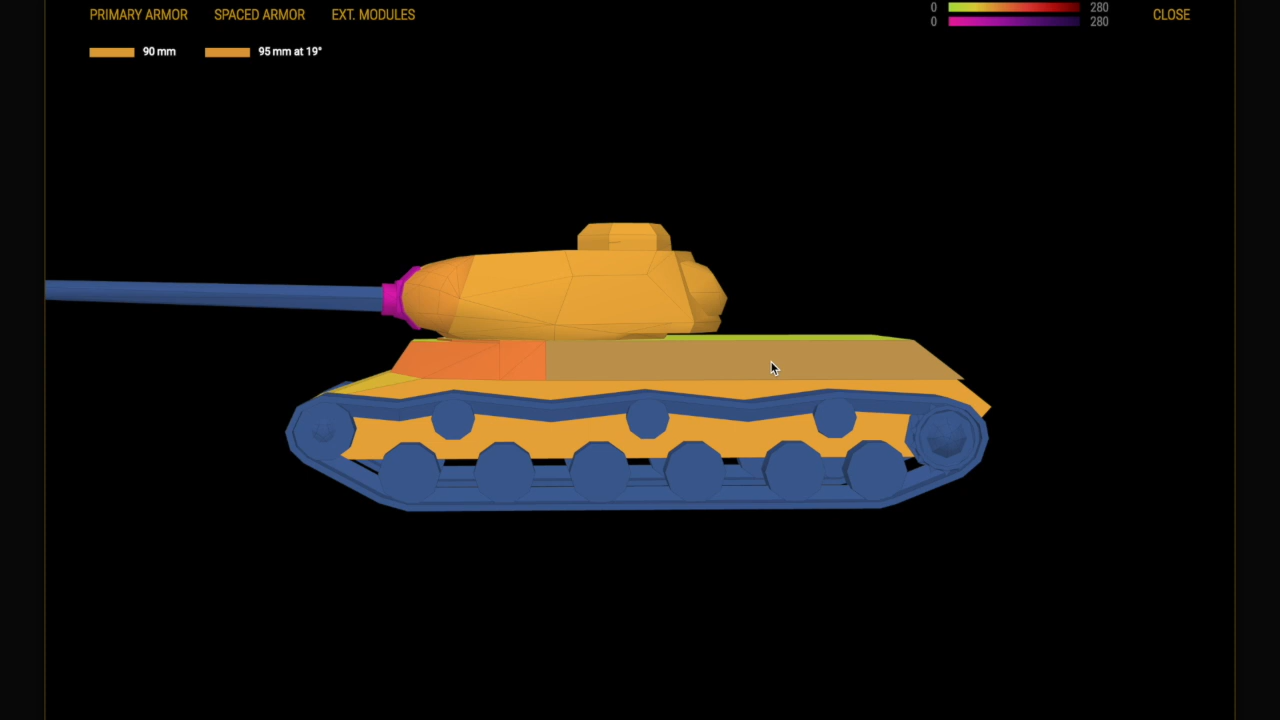 PRIMARY ARMOR SPACED ARMOR EXT. MODULES 0 280 CLOSE
0 280
90 mm 95 mm at 19°